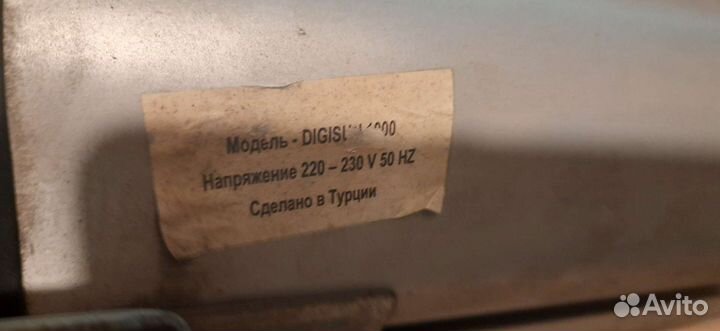 Модель -
Напряжение 220 – 230 V 50 HZ
Сделано в Турции
Avito